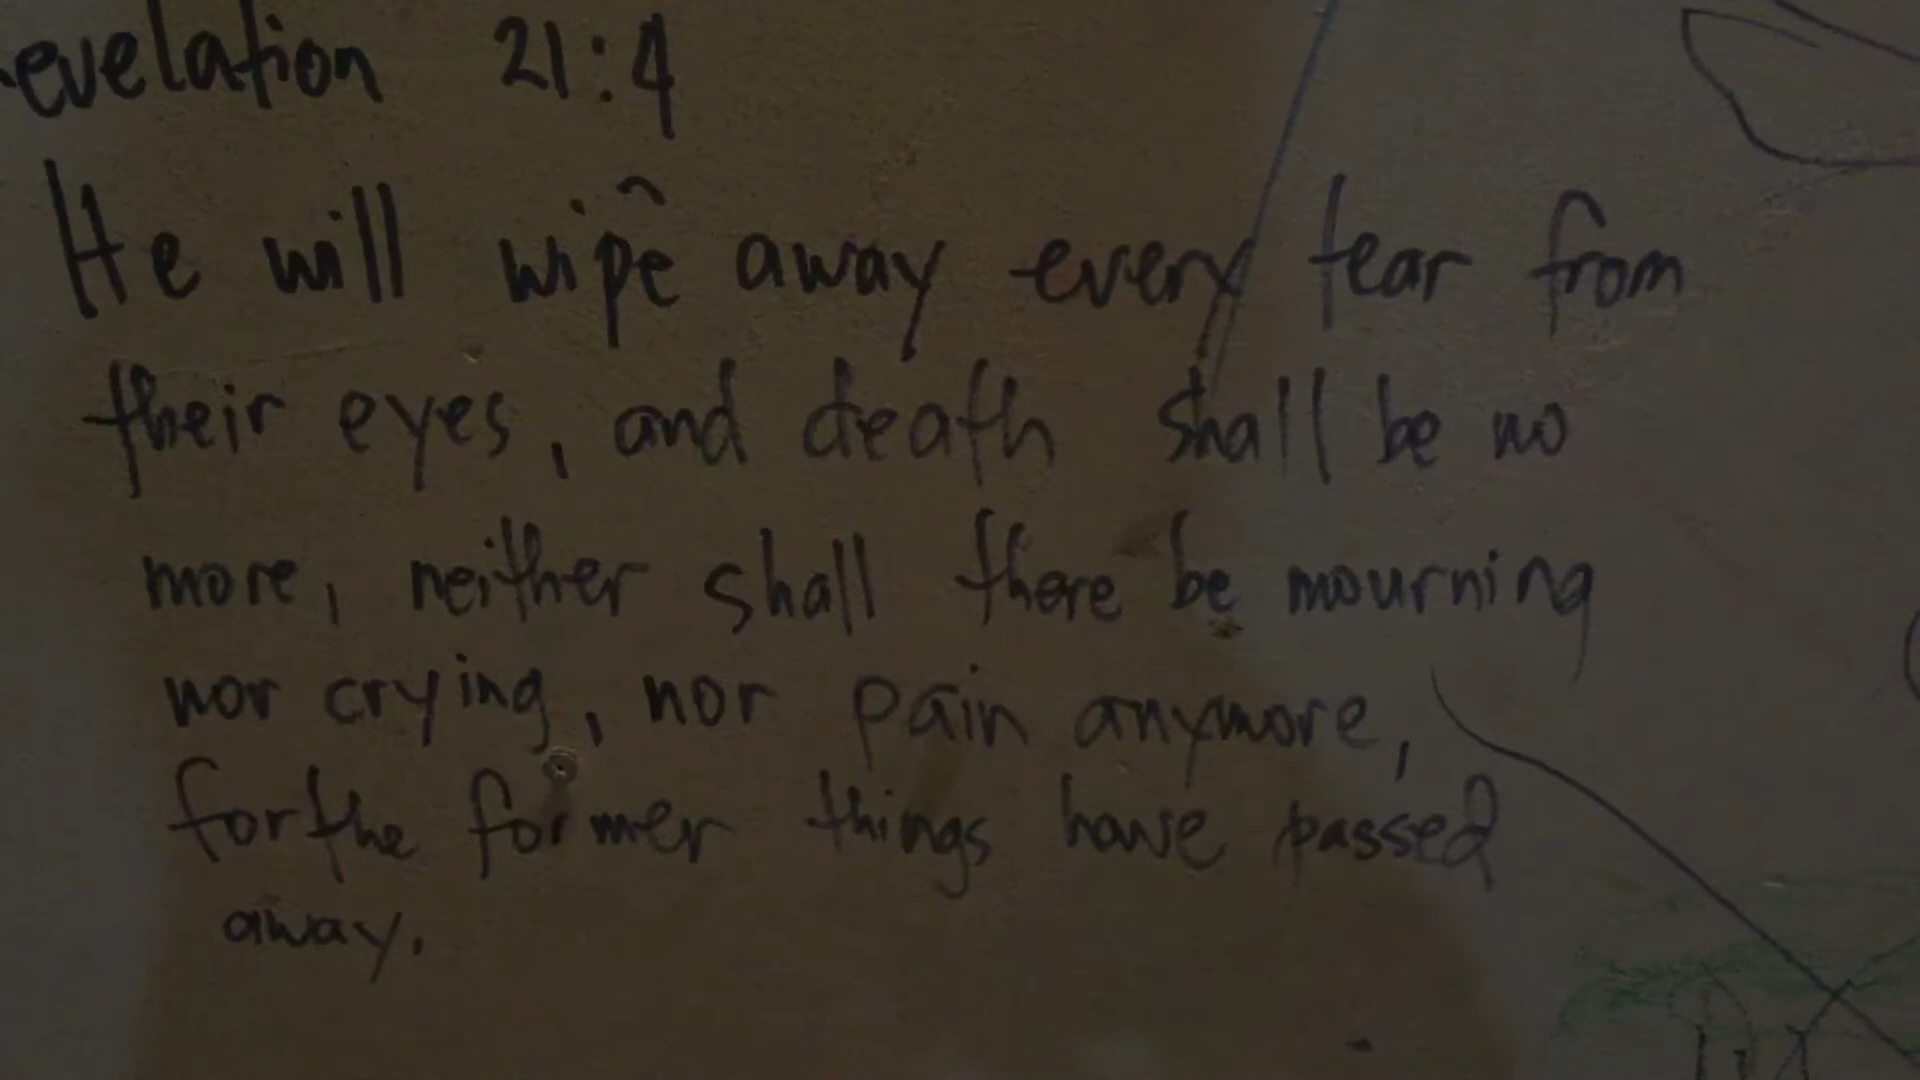 evelation 21:4
He will wipe away every tear from
their eyes, and death shall be no
more, neither shall there be mourning
nor crying, nor pain anymore,
for the former things have passed
away.